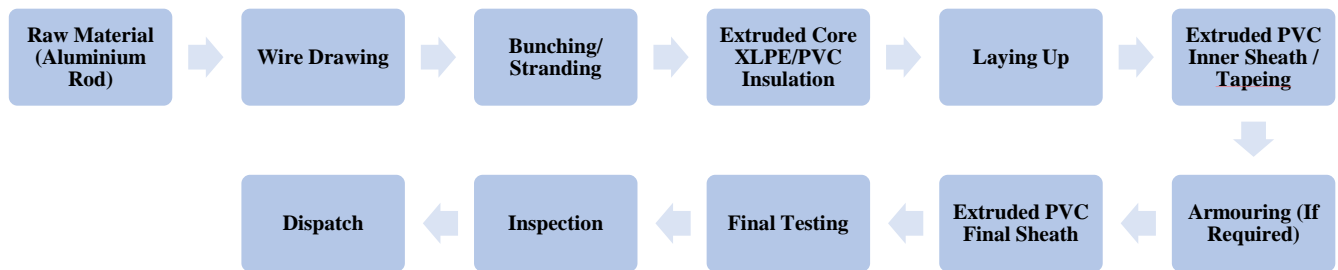 Raw Material
(Aluminium
Rod)
Wire Drawing
Bunching/
Stranding
Extruded Core
XLPE/PVC
Insulation
Laying Up
Extruded PVC
Inner Sheath /
Tapeing
Armouring (If
Required)
Extruded PVC
Final Sheath
Final Testing
Inspection
Dispatch